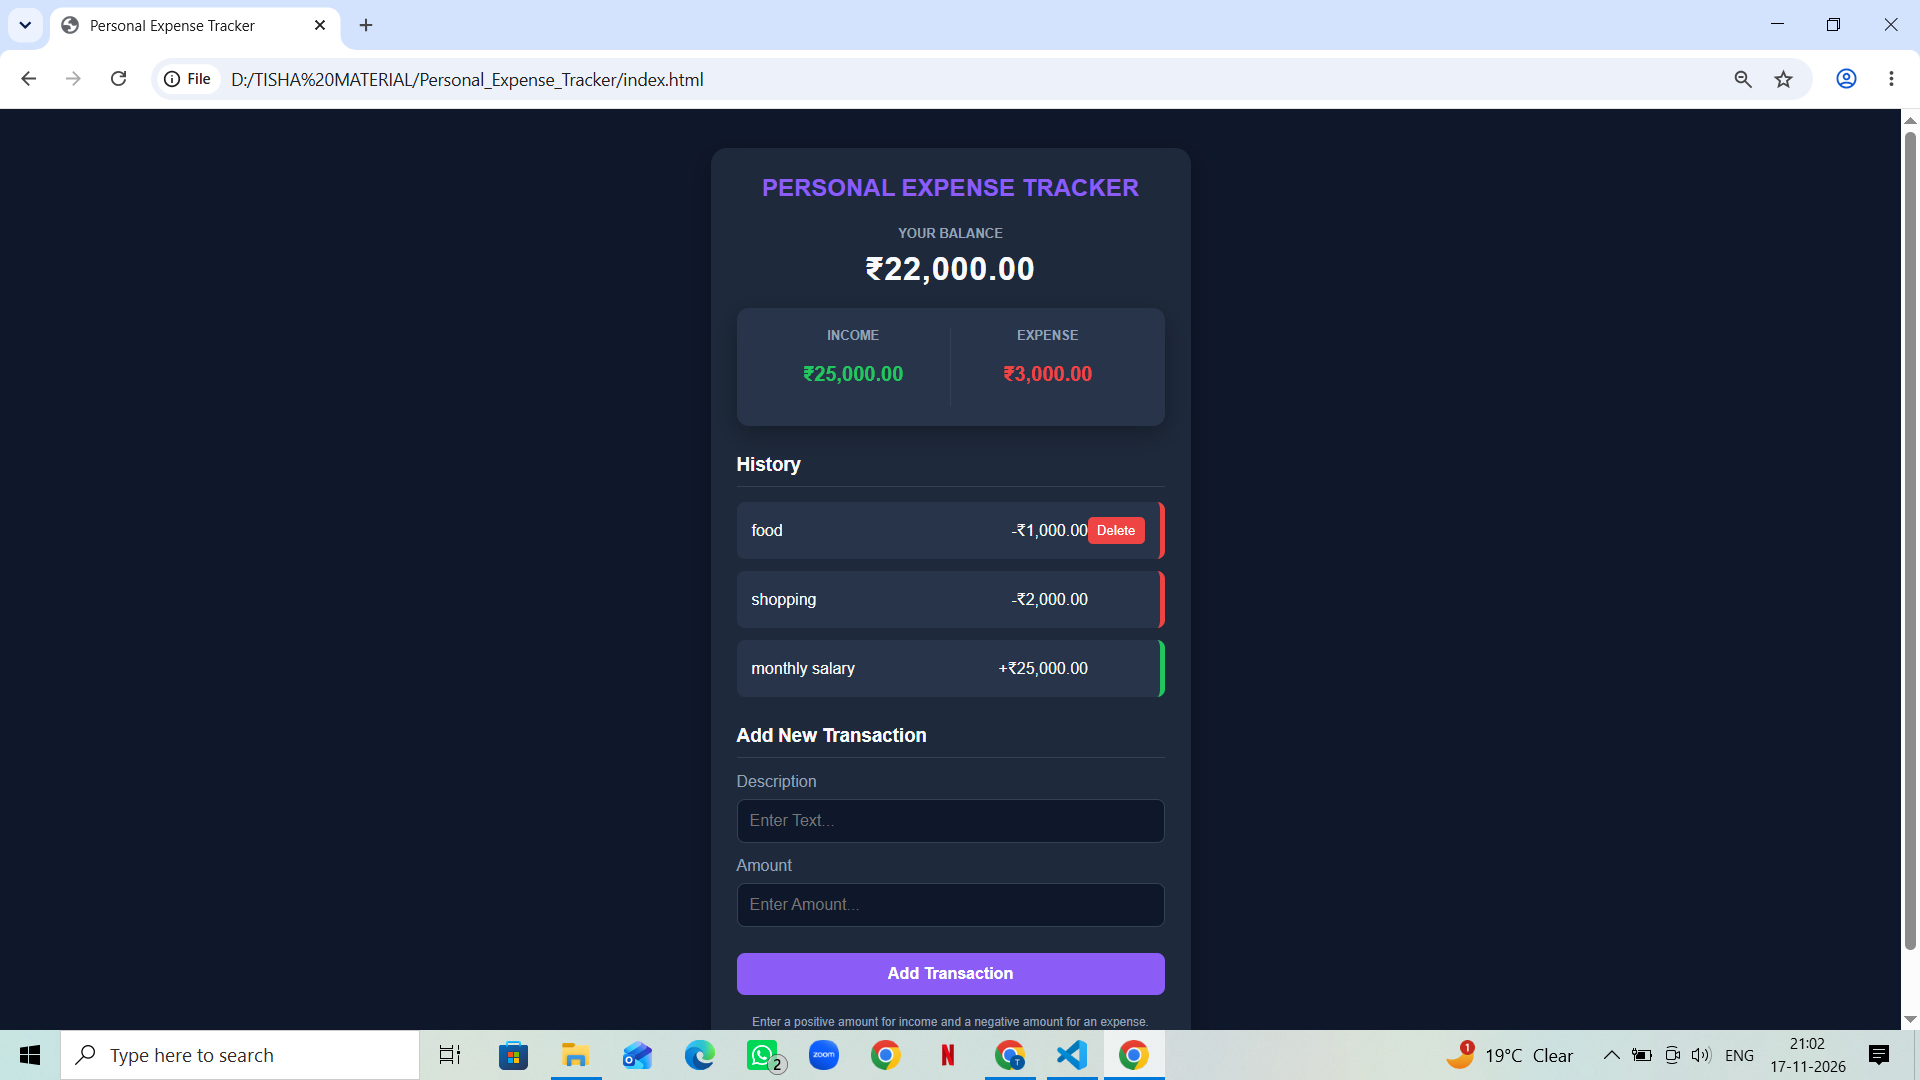 Personal Expense Tracker
File D:/TISHA%20MATERIAL/Personal_Expense_Tracker/index.html
PERSONAL EXPENSE TRACKER
YOUR BALANCE
₹22,000.00
INCOME EXPENSE
₹25,000.00 ₹3,000.00
History
food -₹1,000.00 Delete
shopping -₹2,000.00
monthly salary +₹25,000.00
Add New Transaction
Description
Enter Text...
Amount
Enter Amount...
Add Transaction
Enter a positive amount for income and a negative amount for an expense.
Type here to search 2 zoom N T 1 19°C Clear ENG 21:02
17-11-2026